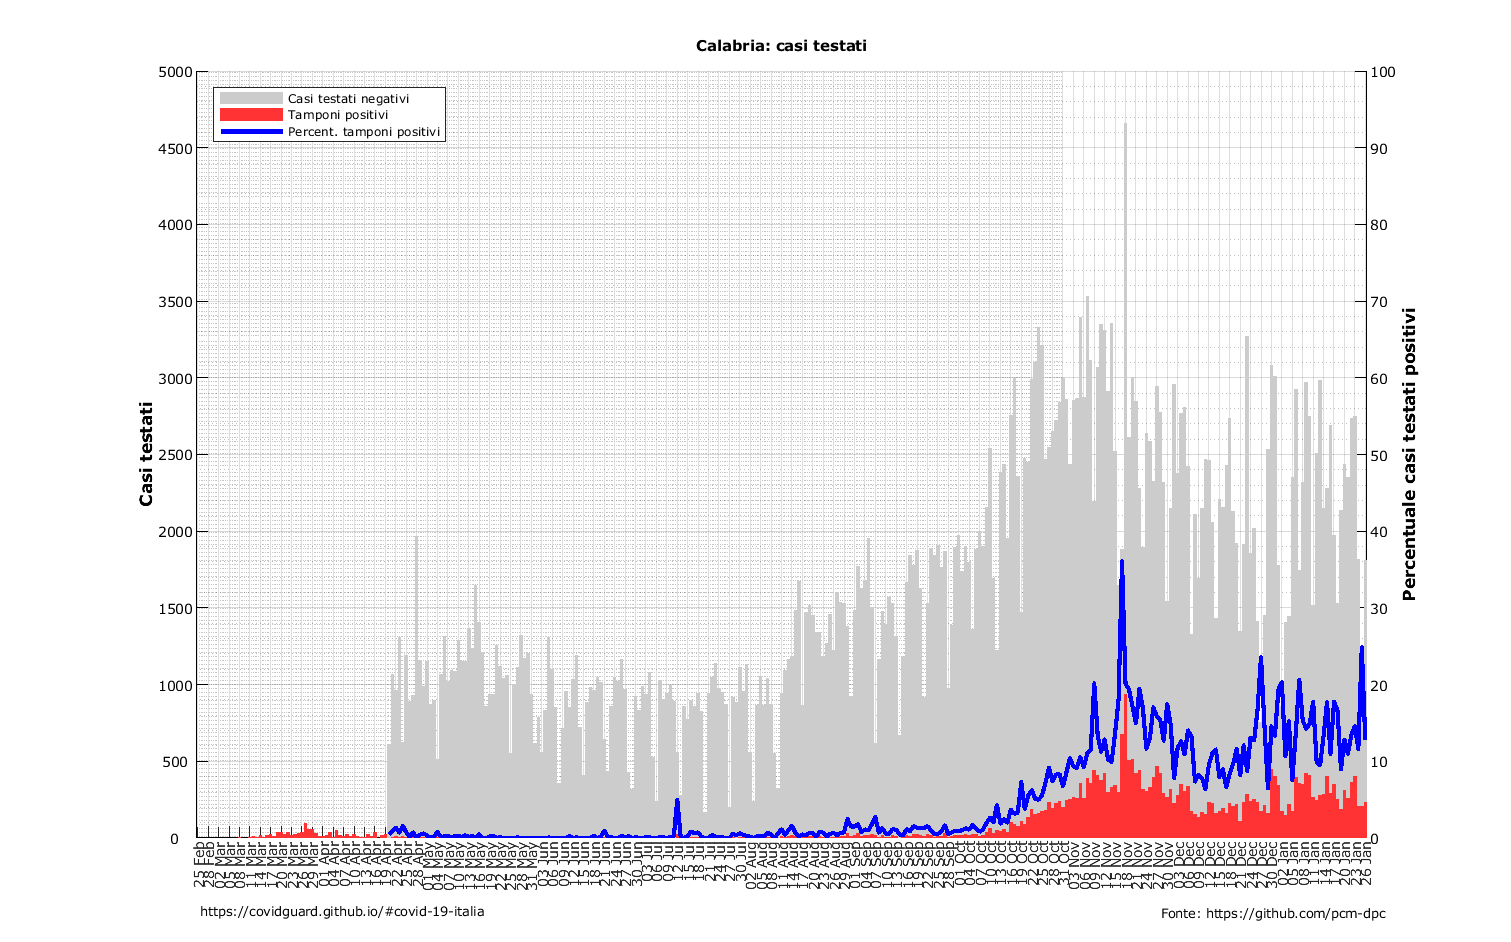 Calabria: casi testati
Casi testati negativi
Tamponi positivi
Percent. tamponi positivi
Casi testati
5000
4500
4000
3500
3000
2500
2000
1500
1000
500
0
100
90
80
70
60
50
40
30
20
10
0
Percentuale casi testati positivi
25 Feb
28 Feb
02 Mar
05 Mar
08 Mar
11 Mar
14 Mar
17 Mar
20 Mar
23 Mar
26 Mar
29 Mar
01 Apr
04 Apr
07 Apr
10 Apr
13 Apr
16 Apr
19 Apr
22 Apr
25 Apr
28 Apr
01 May
04 May
07 May
10 May
13 May
16 May
19 May
22 May
25 May
28 May
31 May
03 Jun
06 Jun
09 Jun
12 Jun
15 Jun
18 Jun
21 Jun
24 Jun
27 Jun
30 Jun
03 Jul
06 Jul
09 Jul
12 Jul
15 Jul
18 Jul
21 Jul
24 Jul
27 Jul
30 Jul
02 Aug
05 Aug
08 Aug
11 Aug
14 Aug
17 Aug
20 Aug
23 Aug
26 Aug
29 Aug
01 Sep
04 Sep
07 Sep
10 Sep
13 Sep
16 Sep
19 Sep
22 Sep
25 Sep
28 Sep
01 Oct
04 Oct
07 Oct
10 Oct
13 Oct
16 Oct
19 Oct
22 Oct
25 Oct
28 Oct
31 Oct
03 Nov
06 Nov
09 Nov
12 Nov
15 Nov
18 Nov
21 Nov
24 Nov
27 Nov
30 Nov
03 Dec
06 Dec
09 Dec
12 Dec
15 Dec
18 Dec
21 Dec
24 Dec
27 Dec
30 Dec
02 Jan
05 Jan
08 Jan
11 Jan
14 Jan
17 Jan
20 Jan
23 Jan
26 Jan
https://covidguard.github.io/#covid-19-italia
Fonte: https://github.com/pcm-dpc